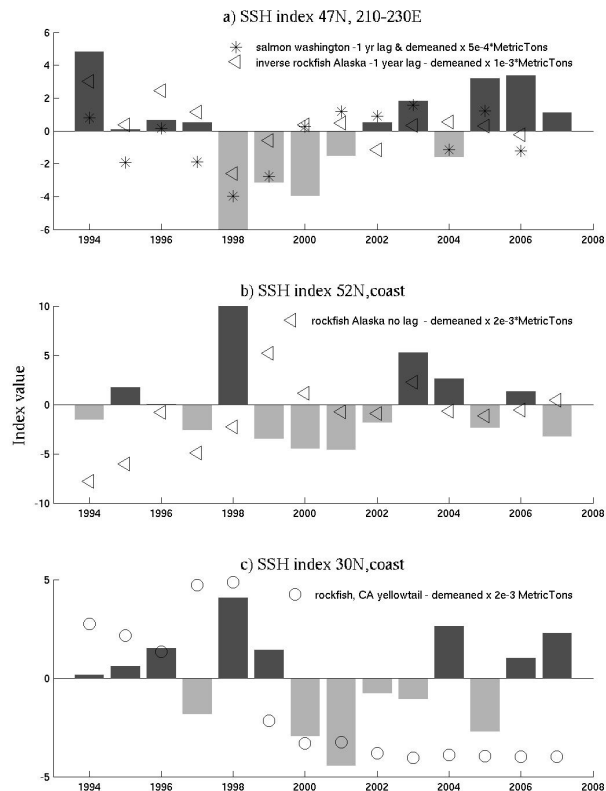 a) SSH index 47N, 210-230E
salmon washington -1 yr lag & demeaned x 5e-4*MetricTons
inverse rockfish Alaska -1 year lag - demeaned x 1e-3*MetricTons
6
4
2
0
-2
-4
-6
1994 1996 1998 2000 2002 2004 2006 2008
b) SSH index 52N,coast
rockfish Alaska no lag - demeaned x 2e-3*MetricTons
10
5
0
-5
-10
Index value
1994 1996 1998 2000 2002 2004 2006 2008
c) SSH index 30N,coast
rockfish, CA yellowtail - demeaned x 2e-3 MetricTons
5
0
-5
1994 1996 1998 2000 2002 2004 2006 2008